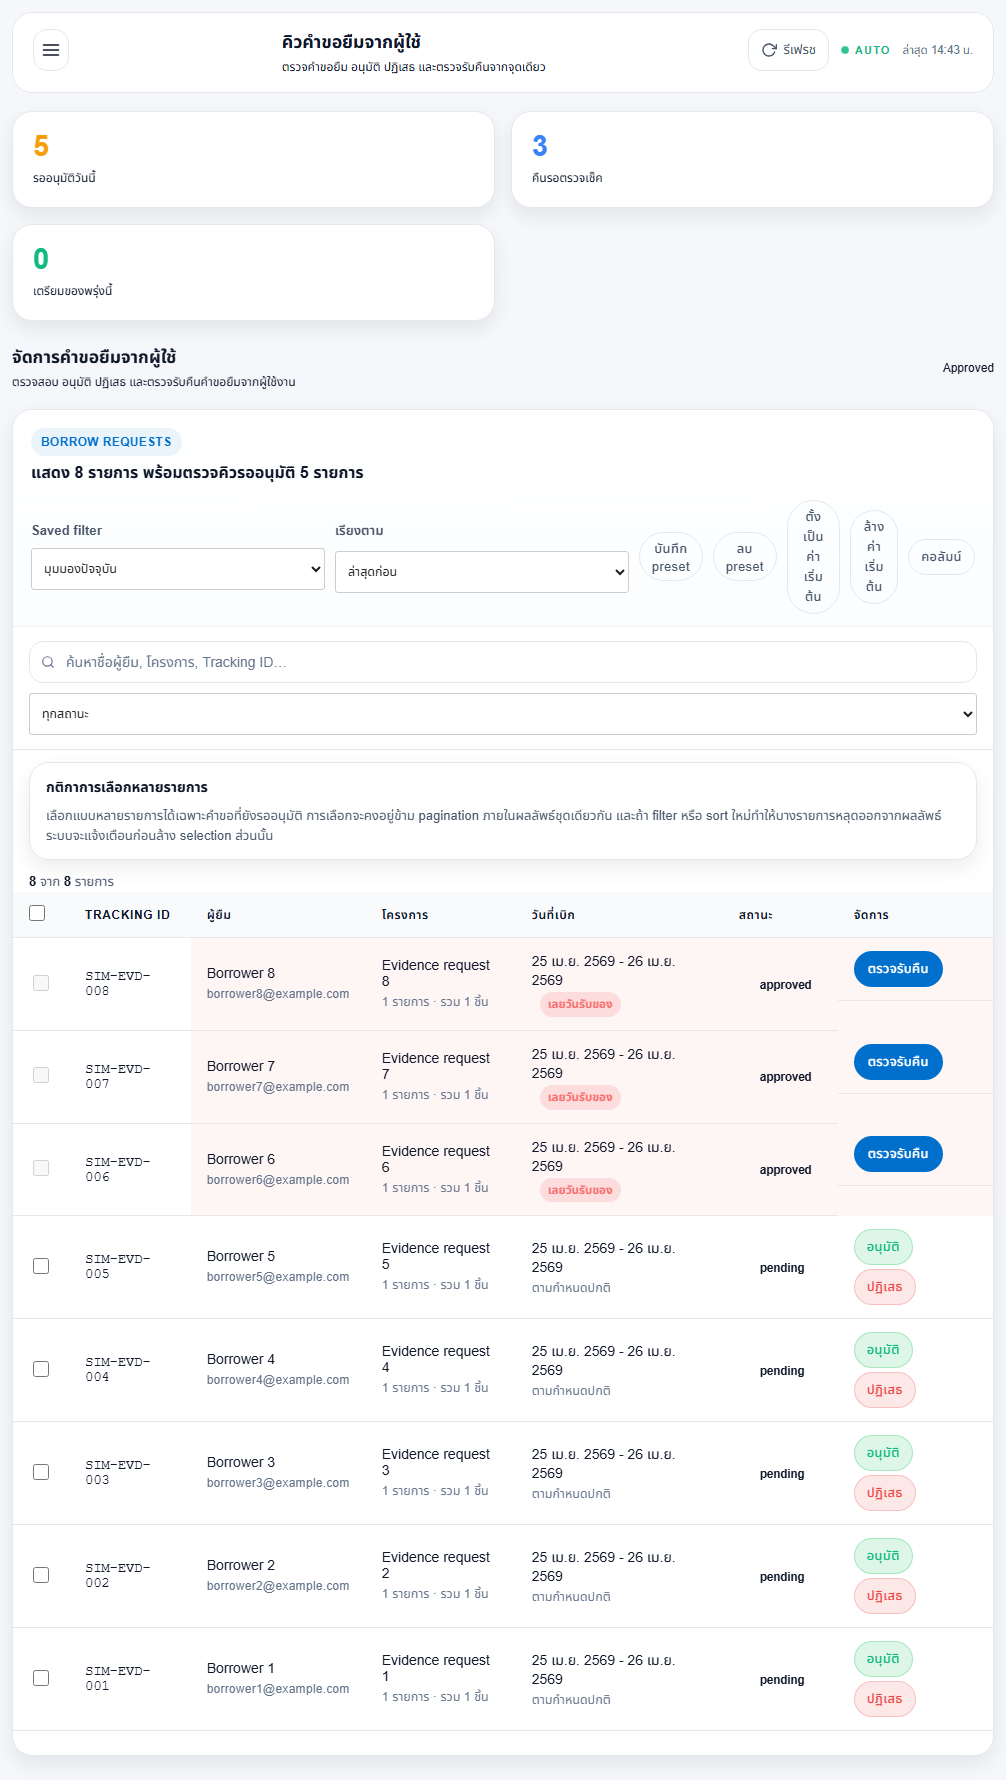 คิวคำขอยืมจากผู้ใช้
ตรวจคำขอยืม อนุมัติ ปฏิเสธ และตรวจรับคืนจากจุดเดียว
รีเฟรช
AUTO
ล่าสุด 14:43 น.
5
รออนุมัติวันนี้
3
คืนรอตรวจเช็ค
0
เตรียมของพรุ่งนี้
จัดการคำขอยืมจากผู้ใช้
ตรวจสอบ อนุมัติ ปฏิเสธ และตรวจรับคืนคำขอยืมจากผู้ใช้งาน
Approved
BORROW REQUESTS
แสดง 8 รายการ พร้อมตรวจคิวรออนุมัติ 5 รายการ
Saved filter
มุมมองปัจจุบัน
เรียงตาม
ล่าสุดก่อน
บันทึก
preset
ลบ
preset
ตั้ง
เป็น
ค่า
เริ่ม
ต้น
ล้าง
ค่า
เริ่ม
ต้น
คอลัมน์
ค้นหาชื่อผู้ยืม, โครงการ, Tracking ID...
ทุกสถานะ
กติกาการเลือกหลายรายการ
เลือกแบบหลายรายการได้เฉพาะคำขอที่ยังรออนุมัติ การเลือกจะคงอยู่ข้าม pagination ภายในผลลัพธ์ชุดเดียวกัน และถ้า filter หรือ sort ใหม่ทำให้บางรายการหลุดออกจากผลลัพธ์
ระบบจะแจ้งเตือนก่อนล้าง selection ส่วนนั้น
8 จาก 8 รายการ
TRACKING ID ผู้ยืม โครงการ วันที่เบิก สถานะ จัดการ
SIM-EVD-
008
Borrower 8
borrower8@example.com
Evidence request
8
1 รายการ · รวม 1 ชิ้น
25 เม.ย. 2569 - 26 เม.ย.
2569
เลยวันรับของ
approved
ตรวจรับคืน
SIM-EVD-
007
Borrower 7
borrower7@example.com
Evidence request
7
1 รายการ · รวม 1 ชิ้น
25 เม.ย. 2569 - 26 เม.ย.
2569
เลยวันรับของ
approved
ตรวจรับคืน
SIM-EVD-
006
Borrower 6
borrower6@example.com
Evidence request
6
1 รายการ · รวม 1 ชิ้น
25 เม.ย. 2569 - 26 เม.ย.
2569
เลยวันรับของ
approved
ตรวจรับคืน
SIM-EVD-
005
Borrower 5
borrower5@example.com
Evidence request
5
1 รายการ · รวม 1 ชิ้น
25 เม.ย. 2569 - 26 เม.ย.
2569
ตามกำหนดปกติ
pending
อนุมัติ
ปฏิเสธ
SIM-EVD-
004
Borrower 4
borrower4@example.com
Evidence request
4
1 รายการ · รวม 1 ชิ้น
25 เม.ย. 2569 - 26 เม.ย.
2569
ตามกำหนดปกติ
pending
อนุมัติ
ปฏิเสธ
SIM-EVD-
003
Borrower 3
borrower3@example.com
Evidence request
3
1 รายการ · รวม 1 ชิ้น
25 เม.ย. 2569 - 26 เม.ย.
2569
ตามกำหนดปกติ
pending
อนุมัติ
ปฏิเสธ
SIM-EVD-
002
Borrower 2
borrower2@example.com
Evidence request
2
1 รายการ · รวม 1 ชิ้น
25 เม.ย. 2569 - 26 เม.ย.
2569
ตามกำหนดปกติ
pending
อนุมัติ
ปฏิเสธ
SIM-EVD-
001
Borrower 1
borrower1@example.com
Evidence request
1
1 รายการ · รวม 1 ชิ้น
25 เม.ย. 2569 - 26 เม.ย.
2569
ตามกำหนดปกติ
pending
อนุมัติ
ปฏิเสธ